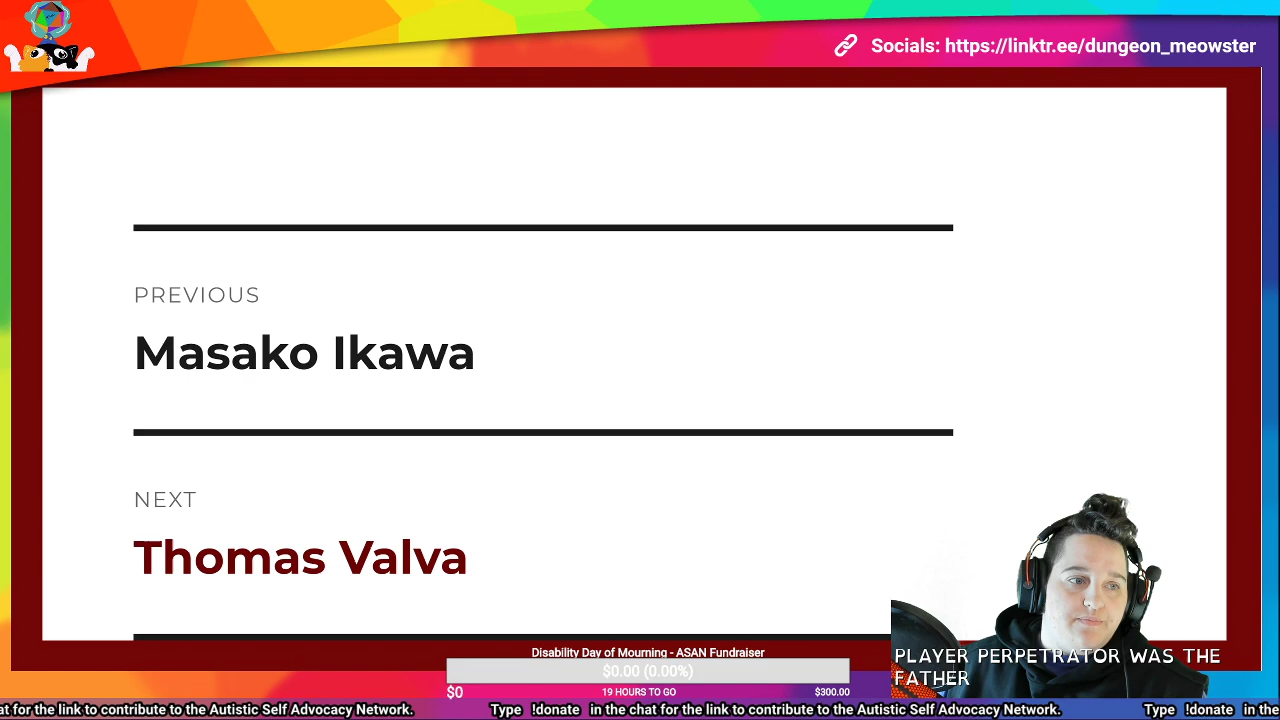 Socials: https://linktr.ee/dungeon_meowster
PREVIOUS
Masako Ikawa
NEXT
Thomas Valva
PLAYER PERPETRATOR WAS THE
FATHER
Disability Day of Mourning - ASAN Fundraiser
$0.00 (0.00%)
$0 19 HOURS TO GO $300.00
at for the link to contribute to the Autistic Self Advocacy Network. Type !donate in the chat for the link to contribute to the Autistic Self Advocacy Network. Type !donate in the